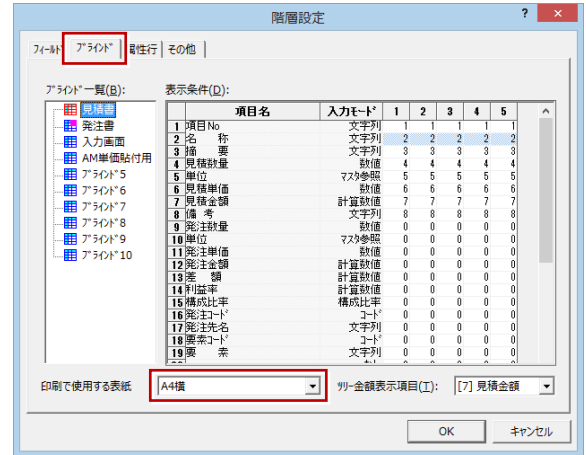 階層設定
? ×
ﾌｨｰﾙﾄﾞ ﾌﾞﾗｲﾝﾄﾞ 属性行 その他
ﾌﾞﾗｲﾝﾄﾞ一覧(B): 表示条件(D):
見積書
発注書
入力画面
AM単価貼付用
ﾌﾞﾗｲﾝﾄﾞ5
ﾌﾞﾗｲﾝﾄﾞ6
ﾌﾞﾗｲﾝﾄﾞ7
ﾌﾞﾗｲﾝﾄﾞ8
ﾌﾞﾗｲﾝﾄﾞ9
ﾌﾞﾗｲﾝﾄﾞ10
項目名 入力ﾓｰﾄﾞ 1 2 3 4 5
1 項目No 文字列 1 1 1 1 1
2 名 称 文字列 2 2 2 2 2
3 摘 要 文字列 3 3 3 3 3
4 見積数量 数値 4 4 4 4 4
5 単位 ﾏｽﾀ参照 5 5 5 5 5
6 見積単価 数値 6 6 6 6 6
7 見積金額 計算数値 7 7 7 7 7
8 備 考 文字列 8 8 8 8 8
9 発注数量 数値 0 0 0 0 0
10 単位 ﾏｽﾀ参照 0 0 0 0 0
11 発注単価 数値 0 0 0 0 0
12 発注金額 計算数値 0 0 0 0 0
13 差 額 計算数値 0 0 0 0 0
14 利益率 計算数値 0 0 0 0 0
15 構成比率 構成比率 0 0 0 0 0
16 発注ｺｰﾄﾞ ｺｰﾄﾞ 0 0 0 0 0
17 発注先名 文字列 0 0 0 0 0
18 要素ｺｰﾄﾞ ｺｰﾄﾞ 0 0 0 0 0
19 要 素 文字列 0 0 0 0 0
印刷で使用する表紙 A4横 ﾂﾘｰ金額表示項目(T): [7] 見積金額
OK キャンセル